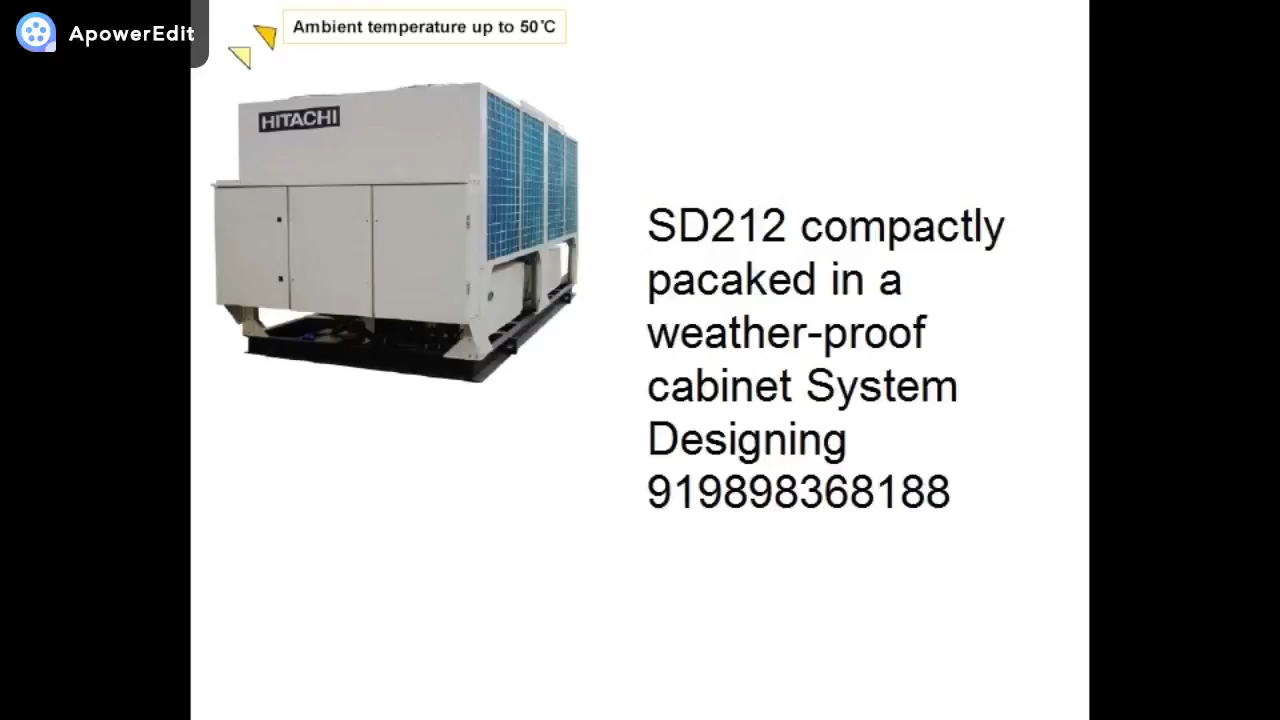 ApowerEdit
Ambient temperature up to 50°C
HITACHI
SD212 compactly
pacaked in a
weather-proof
cabinet System
Designing
919898368188